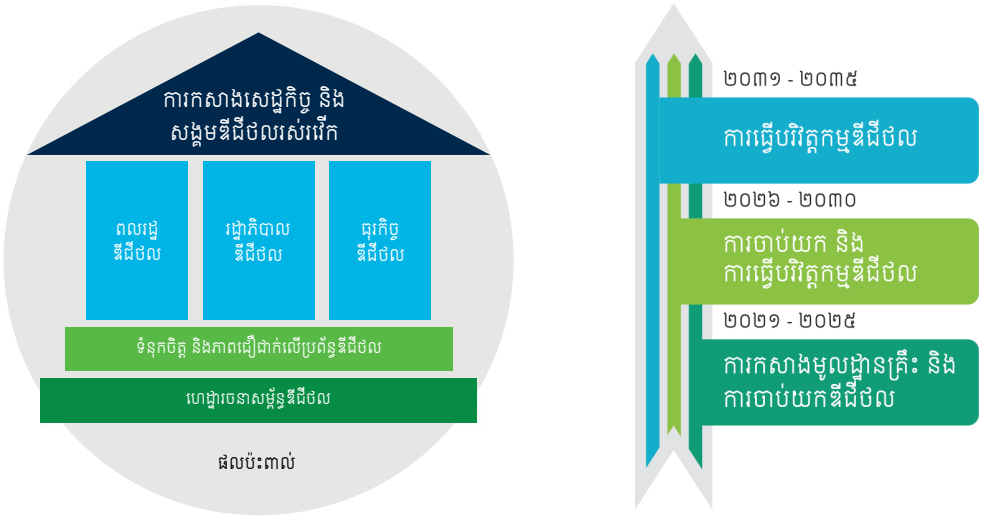 ការកសាងសេដ្ឋកិច្ច និង
សង្គមឌីជីថលរស់រវើក
ពលរដ្ឋ
ឌីជីថល
រដ្ឋាភិបាល
ឌីជីថល
ធុរកិច្ច
ឌីជីថល
ទំនុកចិត្ត និងភាពជឿជាក់លើប្រព័ន្ធឌីជីថល
ហេដ្ឋារចនាសម្ព័ន្ធឌីជីថល
ផលប៉ះពាល់
២០៣១ - ២០៣៥
ការធ្វើបរិវត្តកម្មឌីជីថល
២០២៦ - ២០៣០
ការចាប់យក និង
ការធ្វើបរិវត្តកម្មឌីជីថល
២០២១ - ២០២៥
ការកសាងមូលដ្ឋានគ្រឹះ និង
ការចាប់យកឌីជីថល